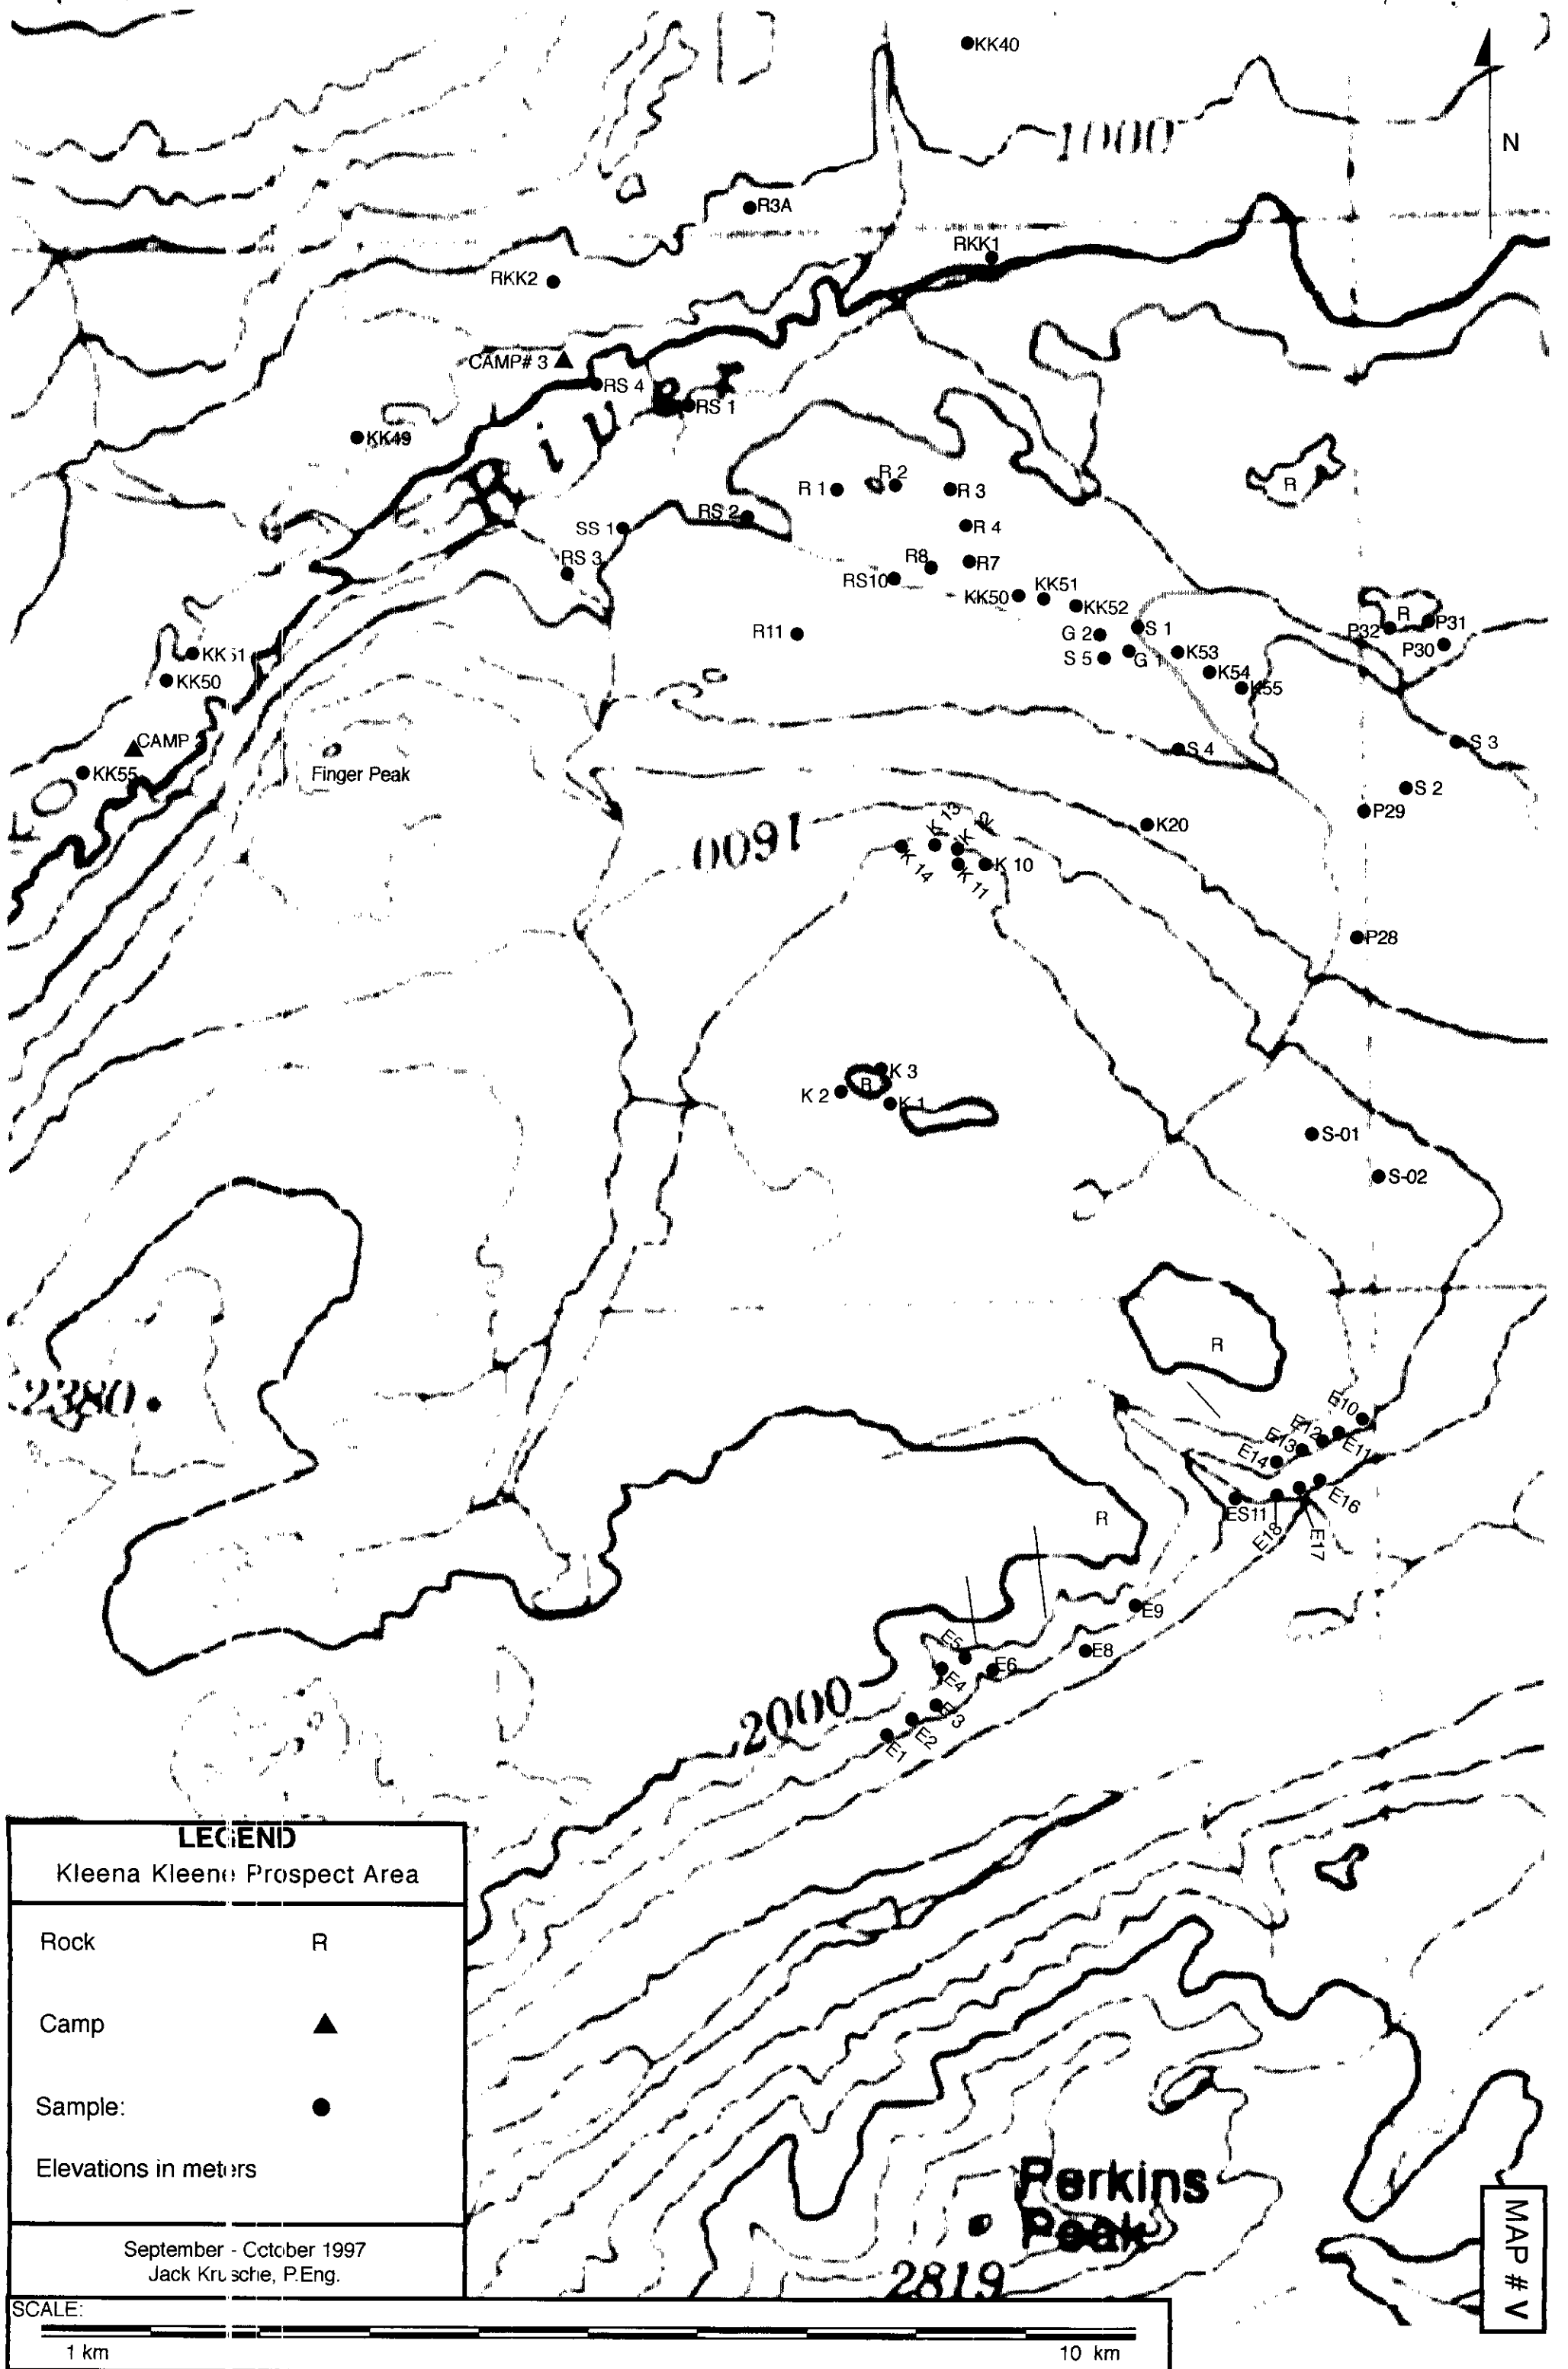 KK40
1000
N
R3A
RKK1
RKK2
CAMP# 3
RS 4
RS 1
River
KK49
R 1
R 2
R 3
R
RS 2
SS 1
R 4
RS 3
R8
R7
RS10
KK50
KK51
KK52
R
P31
P32
P30
R11
G 2
S 1
S 5
G 1
K53
K54
K55
KK51
KK50
CAMP
KK55
Finger Peak
S 4
S 3
S 2
P29
K20
1600
K 13
K 12
K 14
K 11
K 10
P28
K 3
R
K 2
K 1
S-01
S-02
R
2380
E10
E12
E13
E11
E14
E16
ES11
E18
E17
R
E9
E8
E5
E6
E4
E 3
E2
E1
2000
LEGEND
Kleena Kleene Prospect Area
Rock R
Camp
Sample:
Elevations in meters
September - October 1997
Jack Krusche, P.Eng.
Perkins
Peak
2819
MAP # V
SCALE:
1 km 10 km